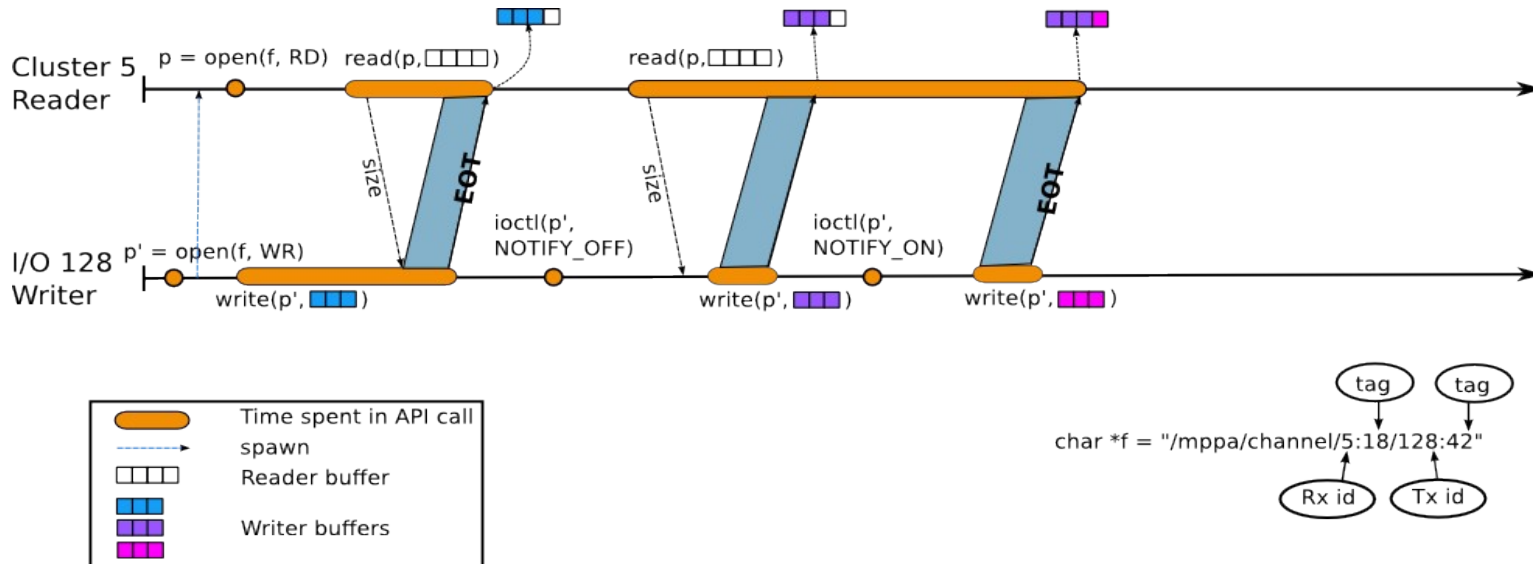 p = open(f, RD)
read(p, )
read(p, )
Cluster 5
Reader
size
EOT
size
EOT
ioctl(p',
NOTIFY_OFF)
ioctl(p',
NOTIFY_ON)
p' = open(f, WR)
I/O 128
Writer
write(p', )
write(p', )
write(p', )
Time spent in API call
spawn
Reader buffer
Writer buffers
tag
tag
char *f = "/mppa/channel/5:18/128:42"
Rx id
Tx id